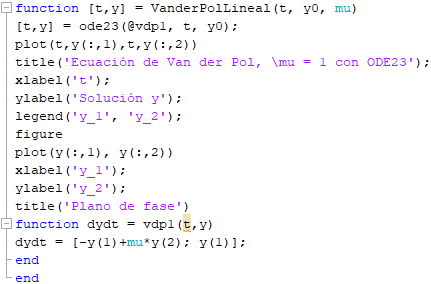 function [t,y] = VanderPolLineal(t, y0, mu)
[t,y] = ode23(@vdp1, t, y0);
plot(t,y(:,1),t,y(:,2))
title('Ecuación de Van der Pol, \mu = 1 con ODE23');
xlabel('t');
ylabel('Solución y');
legend('y_1', 'y_2');
figure
plot(y(:,1), y(:,2))
xlabel('y_1');
ylabel('y_2');
title('Plano de fase')
function dydt = vdp1(t,y)
dydt = [-y(1)+mu*y(2); y(1)];
end
end